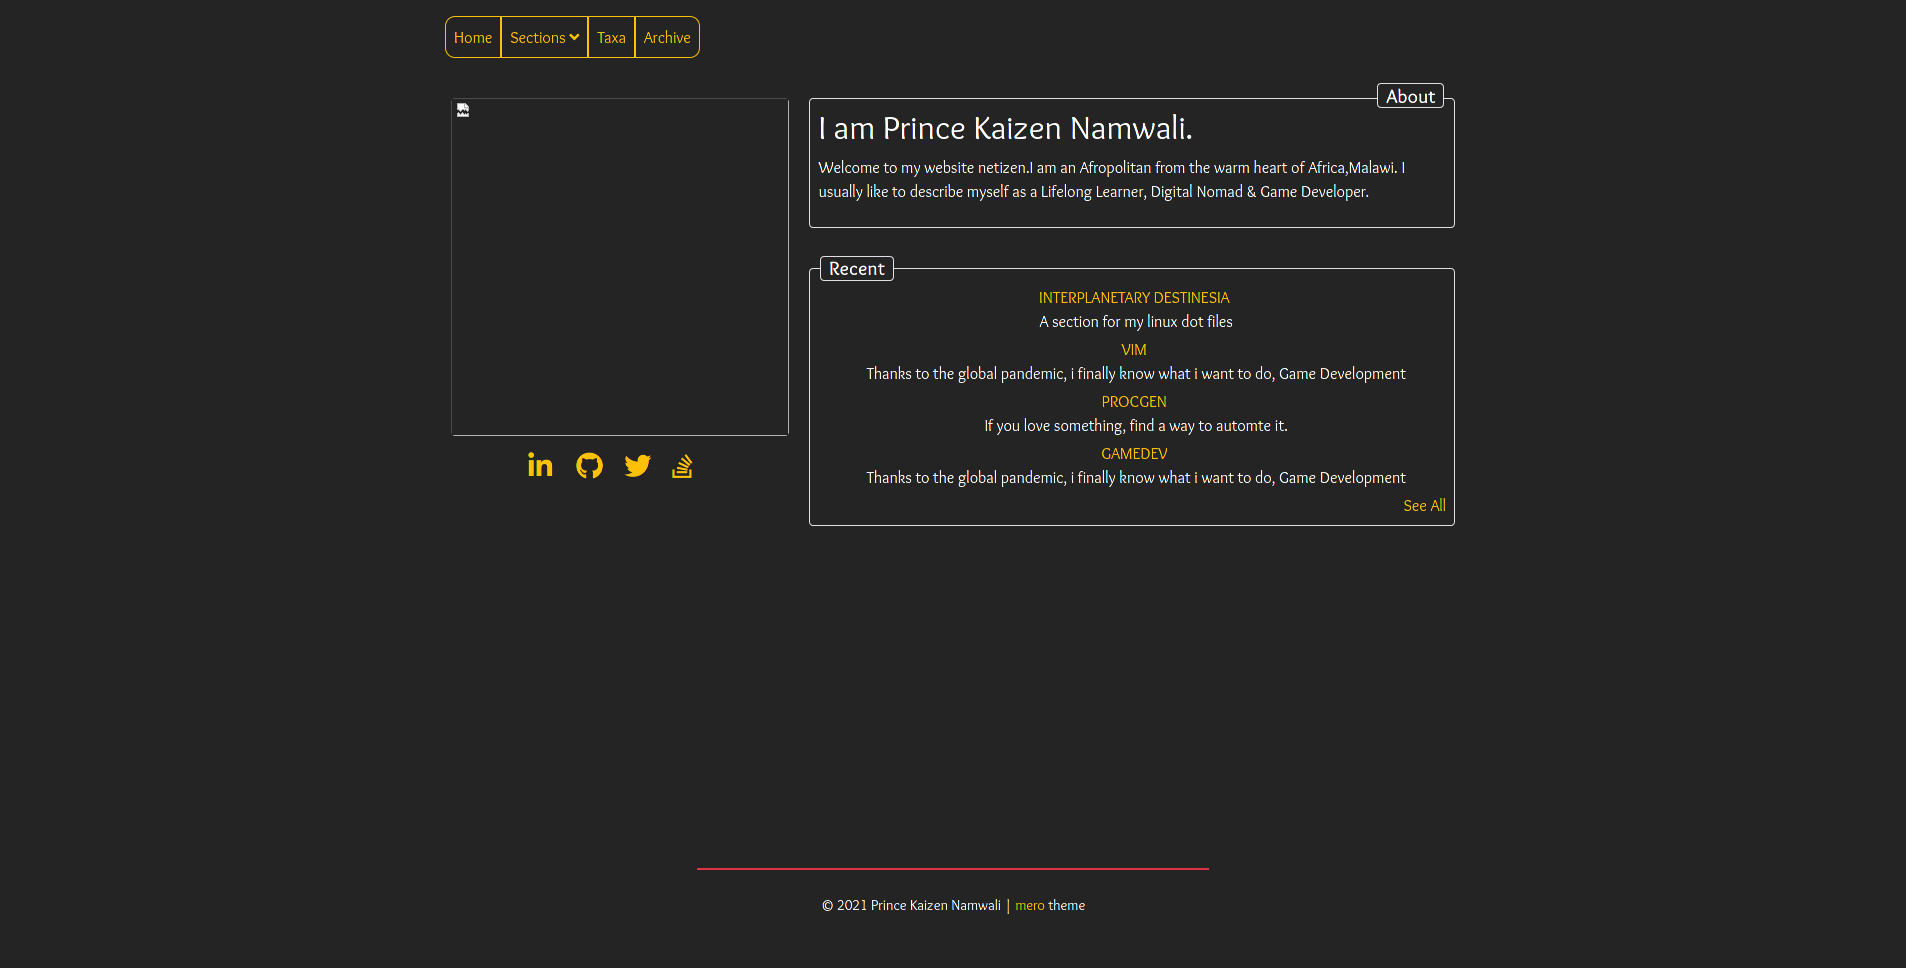 Home Sections Taxa Archive
About
I am Prince Kaizen Namwali.
Welcome to my website netizen.I am an Afropolitan from the warm heart of Africa,Malawi. I
usually like to describe myself as a Lifelong Learner, Digital Nomad & Game Developer.
Recent
INTERPLANETARY DESTINESIA
A section for my linux dot files
VIM
Thanks to the global pandemic, i finally know what i want to do, Game Development
PROCGEN
If you love something, find a way to automte it.
GAMEDEV
Thanks to the global pandemic, i finally know what i want to do, Game Development
See All
© 2021 Prince Kaizen Namwali | mero theme